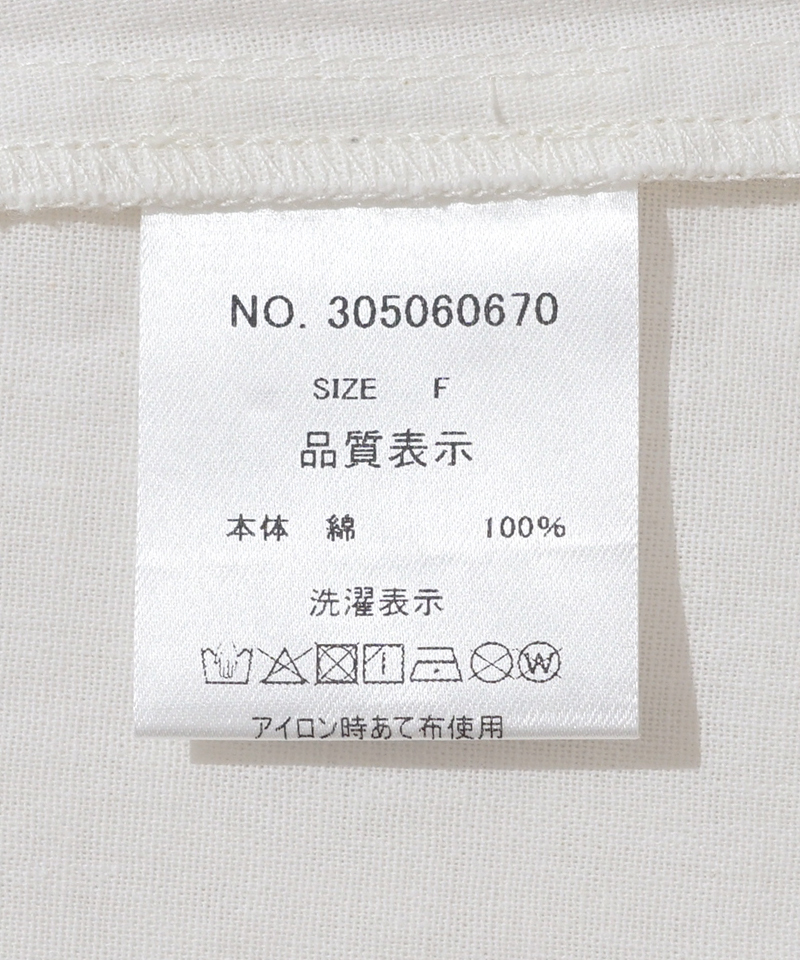 NO. 305060670
SIZE F
品質表示
本体 綿 100%
洗濯表示
W
アイロン時あて布使用